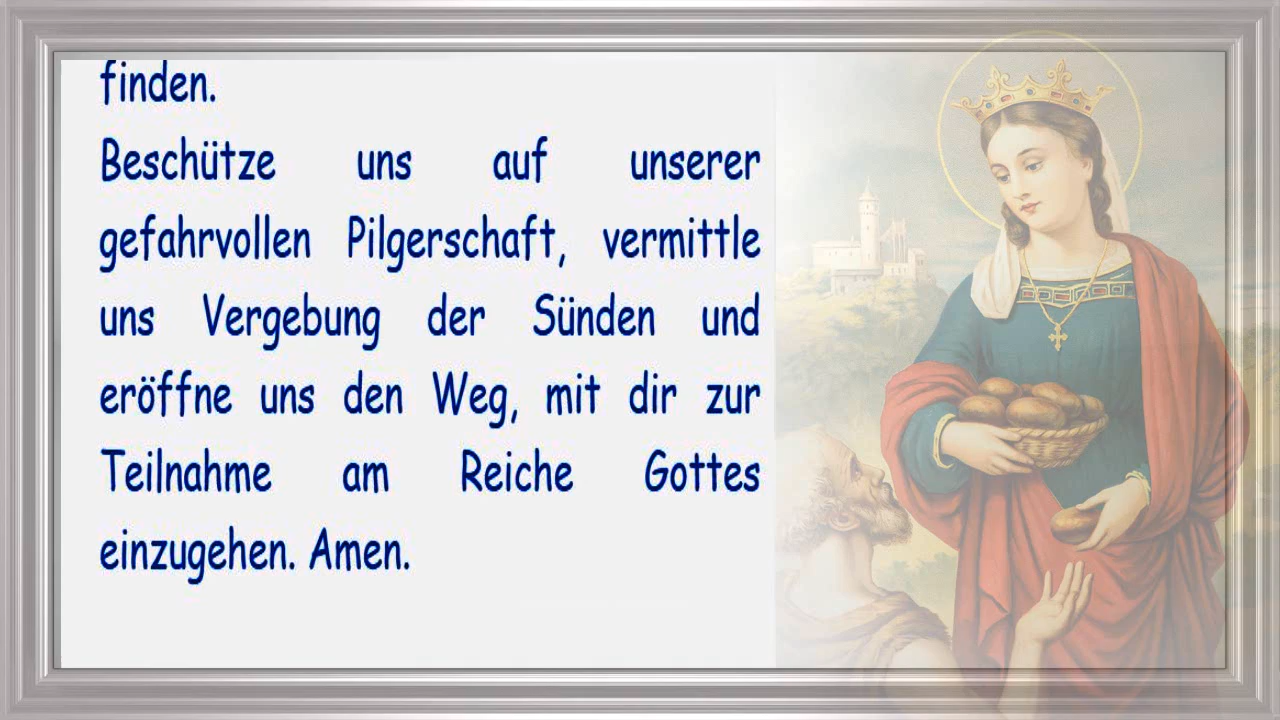 finden.
Beschütze uns auf unserer
gefahrvollen Pilgerschaft, vermittle
uns Vergebung der Sünden und
eröffne uns den Weg, mit dir zur
Teilnahme am Reiche Gottes
einzugehen. Amen.